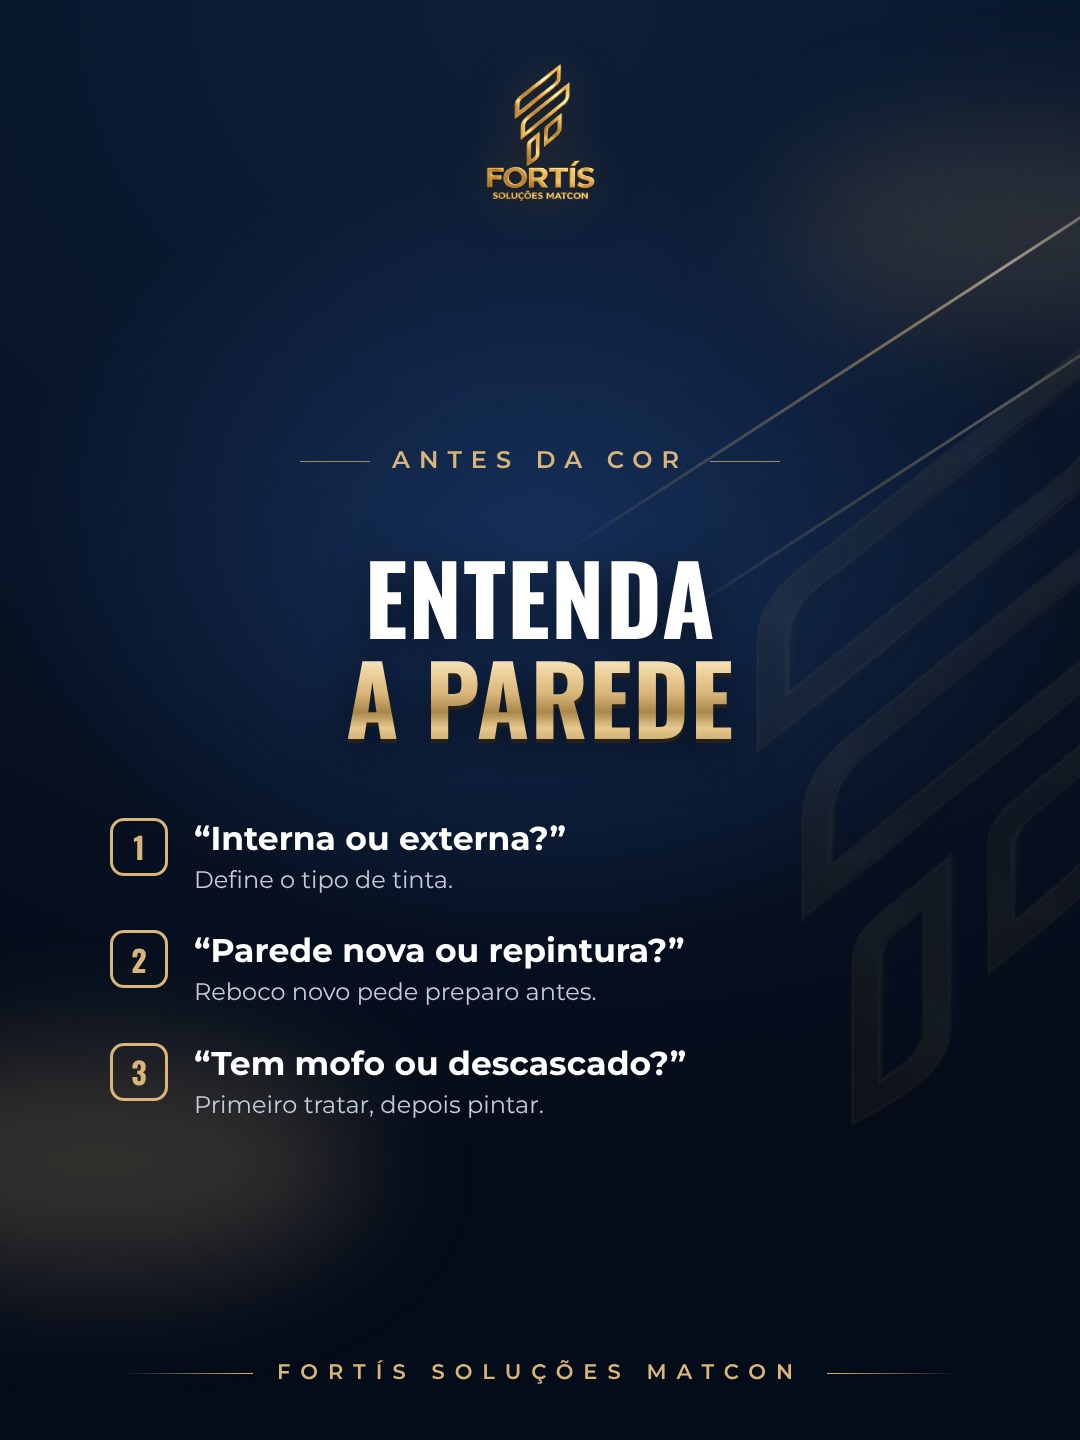 FORTÍS
SOLUÇÕES MATCON
ANTES DA COR
ENTENDA
A PAREDE
1
“Interna ou externa?”
Define o tipo de tinta.
2
“Parede nova ou repintura?”
Reboco novo pede preparo antes.
3
“Tem mofo ou descascado?”
Primeiro tratar, depois pintar.
FORTÍS SOLUÇÕES MATCON